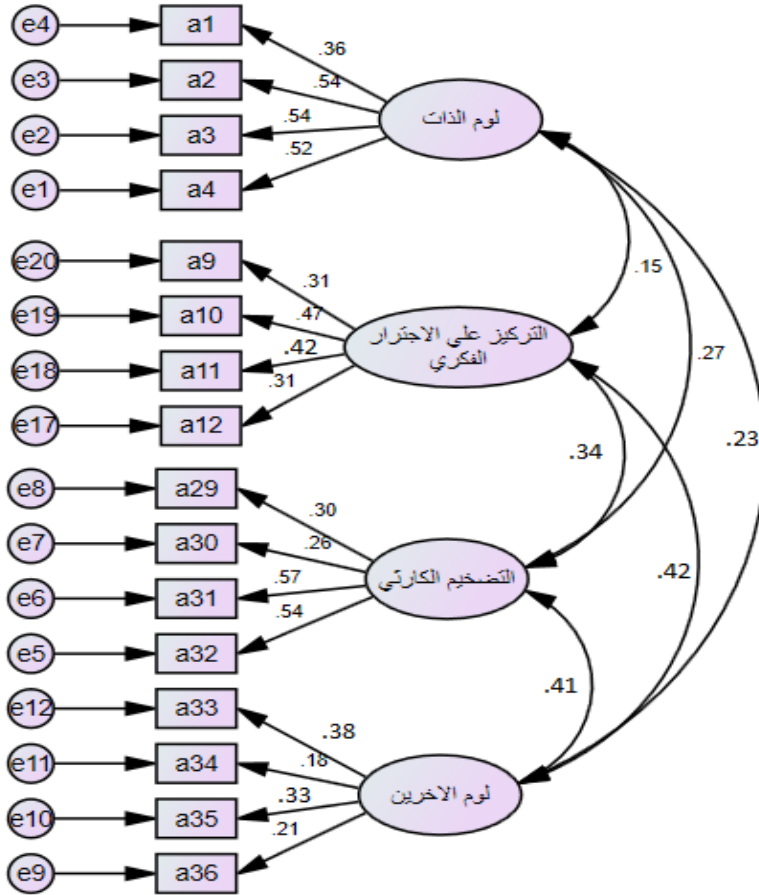 e4 a1 .36
e3 a2 .54
e2 a3 .54
e1 a4 .52
لوم الذات
.15
e20 a9 .31
e19 a10 .47
e18 a11 .42
e17 a12 .31
التركيز علي الاجترار
الفكري
.27
.23
.34
e8 a29 .30
e7 a30 .26
e6 a31 .57
e5 a32 .54
التضخيم الكارثي
.42
.41
e12 a33 .38
e11 a34 .18
e10 a35 .33
e9 a36 .21
لوم الاخرين